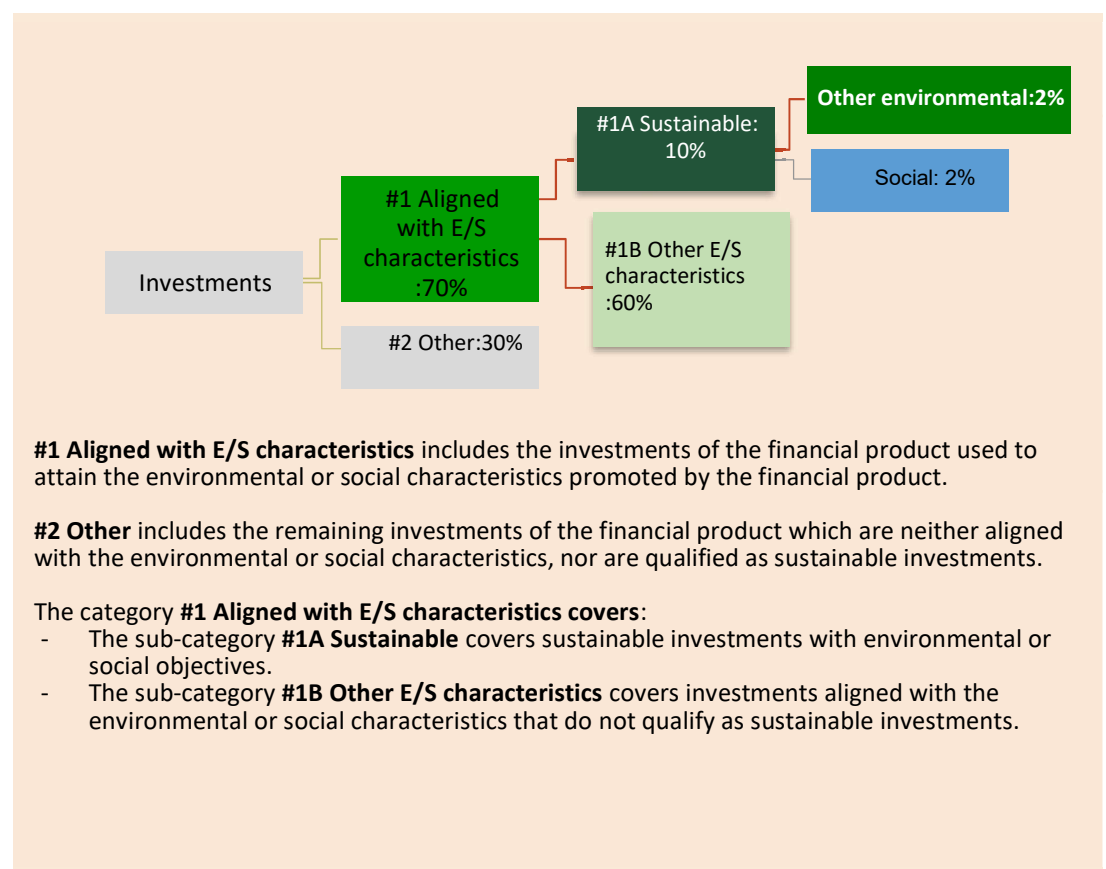 Other environmental:2%
#1A Sustainable:
10%
Social: 2%
#1 Aligned
with E/S
characteristics
:70%
#1B Other E/S
characteristics
:60%
Investments
#2 Other:30%
#1 Aligned with E/S characteristics includes the investments of the financial product used to
attain the environmental or social characteristics promoted by the financial product.
#2 Other includes the remaining investments of the financial product which are neither aligned
with the environmental or social characteristics, nor are qualified as sustainable investments.
The category #1 Aligned with E/S characteristics covers:
- The sub-category #1A Sustainable covers sustainable investments with environmental or
social objectives.
- The sub-category #1B Other E/S characteristics covers investments aligned with the
environmental or social characteristics that do not qualify as sustainable investments.